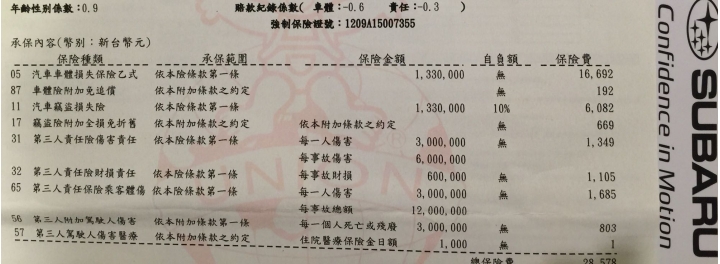 年齡性別係數:0.9 賠款紀錄係數( 車體:-0.6 責任:-0.3 )
強制保險證號:1209A15007355
承保內容(幣別:新台幣元)
保險種類 承保範圍 保險金額 自負額 保險費
05 汽車車體損失保險乙式 依本險條款第一條 1,330,000 無 16,692
87 車體險附加免追償 依本附加條款之約定 無 192
11 汽車竊盜損失險 依本險條款第一條 1,330,000 10% 6,082
17 竊盜險附加全損免折舊 依本附加條款之約定 依本附加條款之約定 無 669
31 第三人責任險傷害責任 依本險條款第一條 每一人傷害 3,000,000 無 1,349
每事故傷害 6,000,000
32 第三人責任險財損責任 依本險條款第一條 每事故財損 600,000 無 1,105
65 第三人責任保險乘客體傷 依本險條款第一條 每一人傷害 3,000,000 無 1,685
每事故總額 12,000,000
56 第三人附加駕駛人傷害 依本附加條款第一條 每一個人死亡或殘廢 3,000,000 無 803
57 第三人駕駛人傷害醫療 依本附加條款之約定 住院醫療保險金日額 1,000 無 1
總保險費 28,578
SUBARU
Confidence in Motion